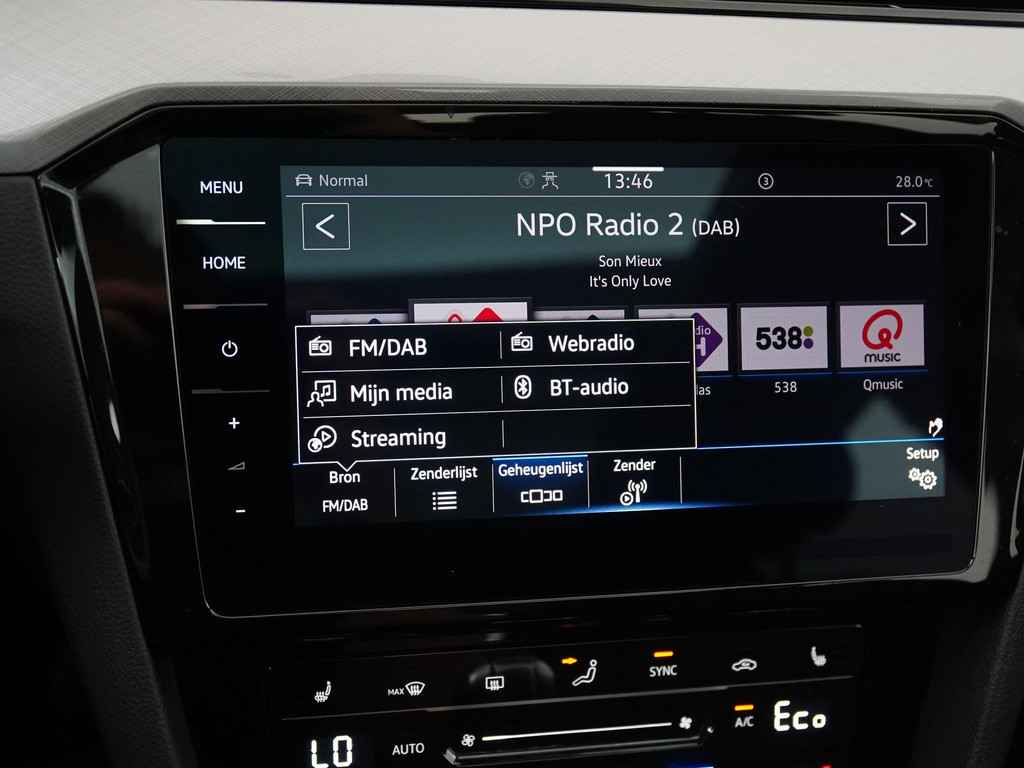 MENU
HOME
+
-
Normal
13:46
3
28.0°C
<
NPO Radio 2 (DAB)
>
Son Mieux
It's Only Love
538
Q
MUSIC
538
Qmusic
FM/DAB
Webradio
Mijn media
BT-audio
Streaming
Bron
FM/DAB
Zenderlijst
Geheugenlijst
Zender
Setup
MAX
SYNC
A/C
Eco
LO
AUTO